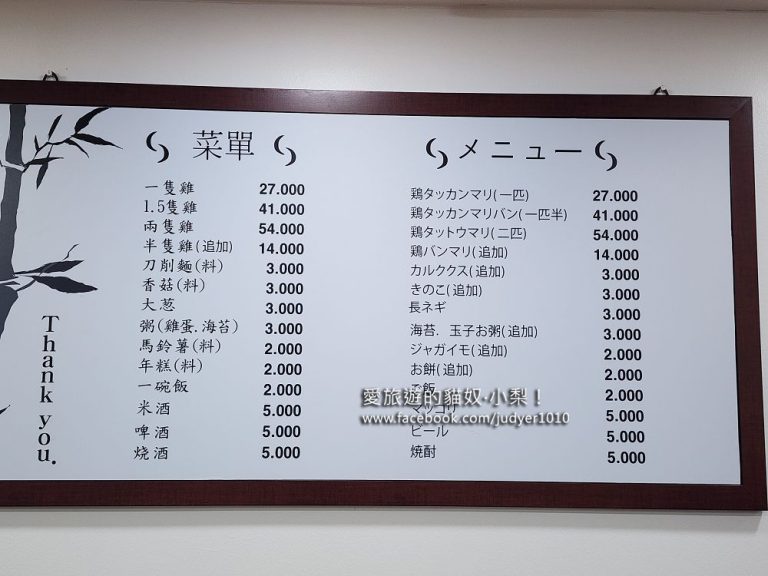 菜單
一隻雞 27.000
1.5隻雞 41.000
兩隻雞 54.000
半隻雞(追加) 14.000
刀削麵(料) 3.000
香菇(料) 3.000
大葱 3.000
粥(雞蛋.海苔) 3.000
馬鈴薯(料) 2.000
年糕(料) 2.000
一碗飯 2.000
米酒 5.000
啤酒 5.000
烧酒 5.000
メニュー
鶏タッカンマリ(一匹) 27.000
鶏タッカンマリバン(一匹半) 41.000
鶏タットウマリ(二匹) 54.000
鶏バンマリ(追加) 14.000
カルククス(追加) 3.000
きのこ(追加) 3.000
長ネギ 3.000
海苔．玉子お粥(追加) 3.000
ジャガイモ(追加) 2.000
お餅(追加) 2.000
ご飯 2.000
マッコリ 5.000
ビール 5.000
焼酎 5.000
Thank you.
愛旅遊的貓奴·小梨！
www.facebook.com/judyer1010